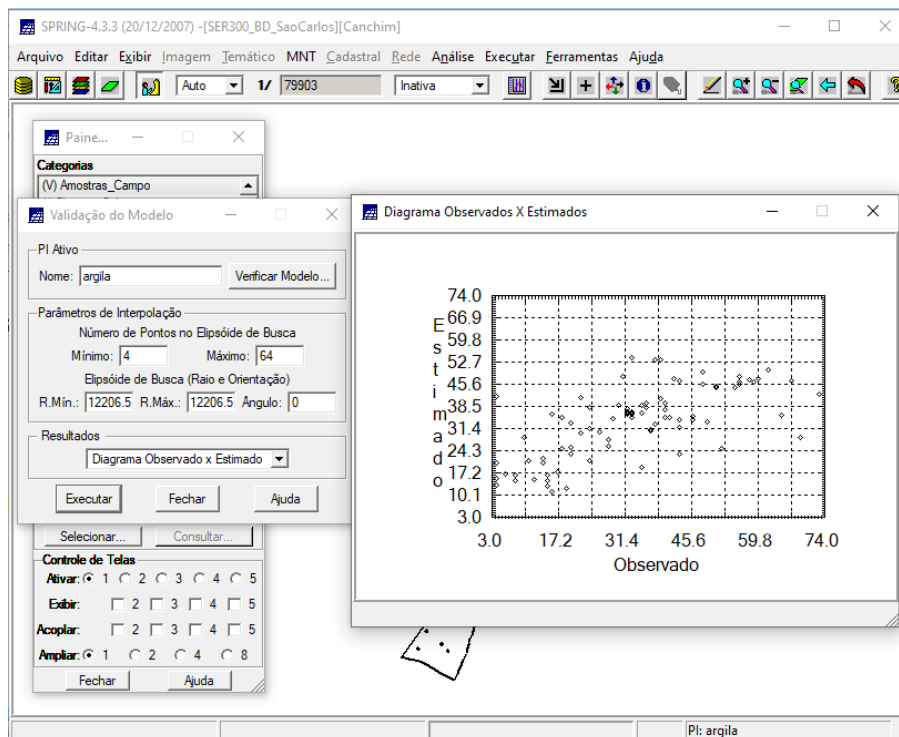 SPRING-4.3.3 (20/12/2007) -[SER300_BD_SaoCarlos][Canchim]
Arquivo Editar Exibir Imagem Temático MNT Cadastral Rede Análise Executar Ferramentas Ajuda
Auto 1/ 79903 Inativa
Paine...
Categorias
(V) Amostras_Campo
Validação do Modelo
PI Ativo
Nome: argila Verificar Modelo...
Parâmetros de Interpolação
Número de Pontos no Elipsóide de Busca
Mínimo: 4 Máximo: 64
Elipsóide de Busca (Raio e Orientação)
R.Mín.: 12206.5 R.Máx.: 12206.5 Ângulo: 0
Resultados
Diagrama Observado x Estimado
Executar Fechar Ajuda
Selecionar... Consultar...
Controle de Telas
Ativar: 1 2 3 4 5
Exibir: 2 3 4 5
Acoplar: 2 3 4 5
Ampliar: 1 2 4 8
Fechar Ajuda
Diagrama Observados X Estimados
Estimado
74.0
66.9
59.8
52.7
45.6
38.5
31.4
24.3
17.2
10.1
3.0
3.0 17.2 31.4 45.6 59.8 74.0
Observado
PI: argila